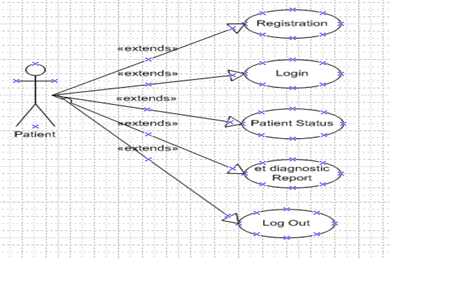 Registration
«extends»
«extends»
Login
«extends»
Patient Status
Patient
«extends»
«extends»
et diagnostic
Report
Log Out